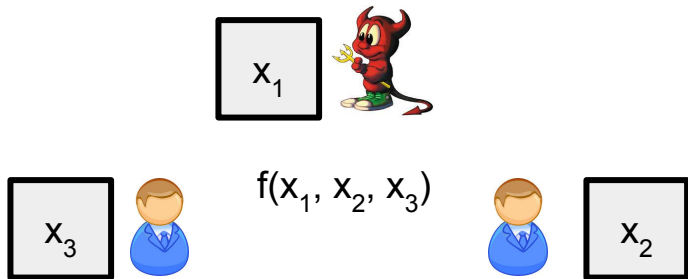 x₁
f(x₁, x₂, x₃)
x₃
x₂